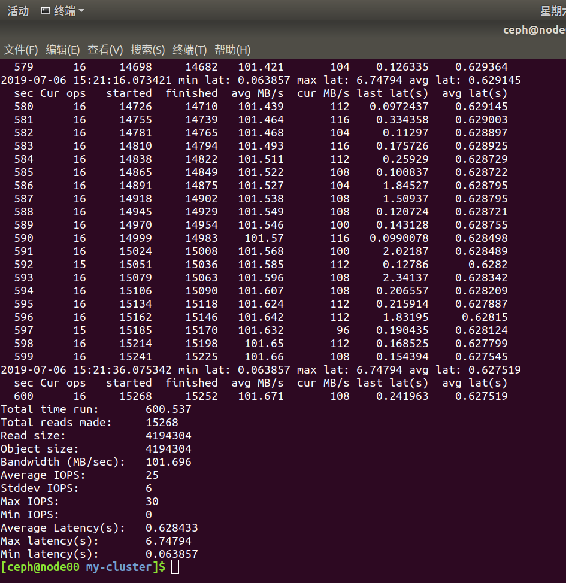 活动 终端 星期六
ceph@node
文件(F) 编辑(E) 查看(V) 搜索(S) 终端(T) 帮助(H)
579 16 14698 14682 101.421 104 0.126335 0.629364
2019-07-06 15:21:16.073421 min lat: 0.063857 max lat: 6.74794 avg lat: 0.629145
sec Cur ops started finished avg MB/s cur MB/s last lat(s) avg lat(s)
580 16 14726 14710 101.439 112 0.0972437 0.629145
581 16 14755 14739 101.464 116 0.334358 0.629003
582 16 14781 14765 101.468 104 0.11297 0.628897
583 16 14810 14794 101.493 116 0.175726 0.628925
584 16 14838 14822 101.511 112 0.25929 0.628729
585 16 14865 14849 101.522 108 0.100837 0.628722
586 16 14891 14875 101.527 104 1.84527 0.628795
587 16 14918 14902 101.538 108 1.50937 0.628795
588 16 14945 14929 101.549 108 0.120724 0.628721
589 16 14970 14954 101.546 100 0.143128 0.628755
590 16 14999 14983 101.57 116 0.0990078 0.628498
591 16 15024 15008 101.568 100 2.02187 0.628489
592 15 15051 15036 101.585 112 0.12786 0.6282
593 16 15079 15063 101.596 108 2.34137 0.628342
594 16 15106 15090 101.607 108 0.206557 0.628209
595 16 15134 15118 101.624 112 0.215914 0.627887
596 16 15162 15146 101.642 112 1.83195 0.62815
597 15 15185 15170 101.632 96 0.190435 0.628124
598 16 15214 15198 101.65 112 0.168525 0.627799
599 16 15241 15225 101.66 108 0.154394 0.627545
2019-07-06 15:21:36.075342 min lat: 0.063857 max lat: 6.74794 avg lat: 0.627519
sec Cur ops started finished avg MB/s cur MB/s last lat(s) avg lat(s)
600 16 15268 15252 101.671 108 0.241963 0.627519
Total time run: 600.537
Total reads made: 15268
Read size: 4194304
Object size: 4194304
Bandwidth (MB/sec): 101.696
Average IOPS: 25
Stddev IOPS: 6
Max IOPS: 30
Min IOPS: 0
Average Latency(s): 0.628433
Max latency(s): 6.74794
Min latency(s): 0.063857
[ceph@node00 my-cluster]$